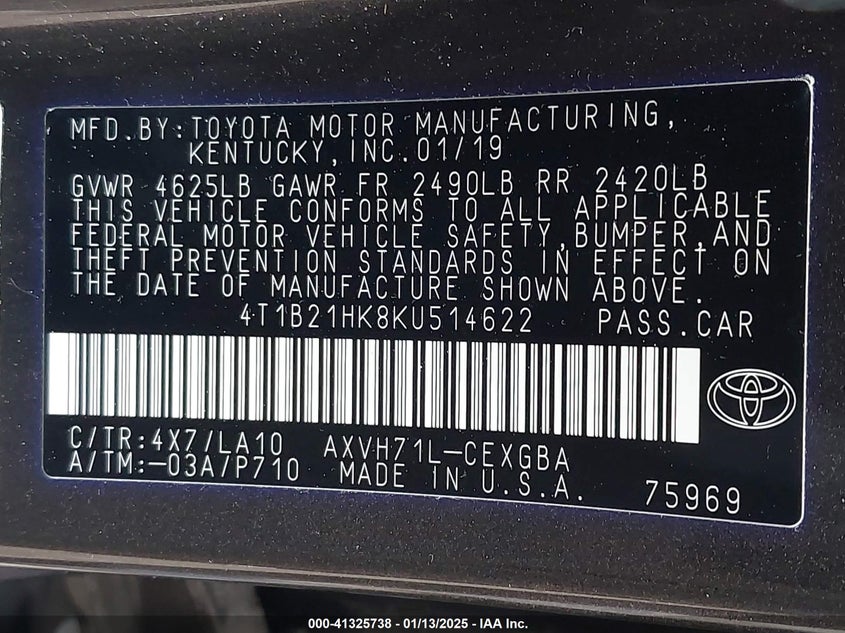 MFD.BY:TOYOTA MOTOR MANUFACTURING,
KENTUCKY,INC.01/19
GVWR 4625LB GAWR FR 2490LB RR 2420LB
THIS VEHICLE CONFORMS TO ALL APPLICABLE
FEDERAL MOTOR VEHICLE SAFETY,BUMPER,AND
THEFT PREVENTION STANDARDS IN EFFECT ON
THE DATE OF MANUFACTURE SHOWN ABOVE.
4T1B21HK8KU514622 PASS.CAR
C/TR:4X7/LA10 AXVH71L-CEXGBA
A/TM:-03A/P710 MADE IN U.S.A. 75969
000-41325738 - 01/13/2025 - IAA Inc.